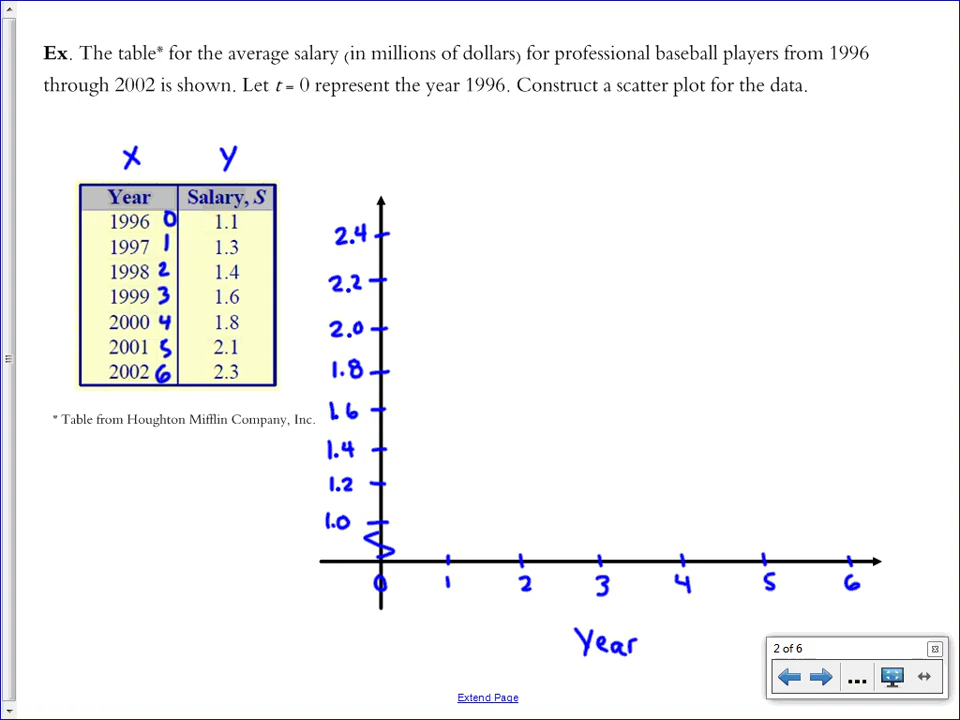 Ex. The table* for the average salary (in millions of dollars) for professional baseball players from 1996
through 2002 is shown. Let t = 0 represent the year 1996. Construct a scatter plot for the data.
X Y
Year Salary, S
1996 0 1.1
1997 1 1.3
1998 2 1.4
1999 3 1.6
2000 4 1.8
2001 5 2.1
2002 6 2.3
* Table from Houghton Mifflin Company, Inc.
2.4
2.2
2.0
1.8
1.6
1.4
1.2
1.0
0 1 2 3 4 5 6
Year
2 of 6
...
Extend Page